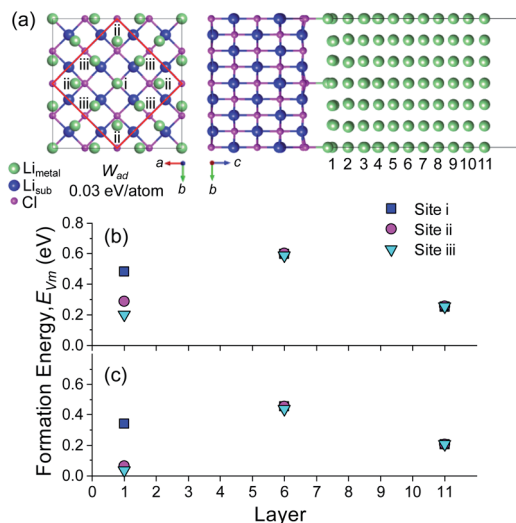 (a)
ii
iii iii
ii i ii
iii iii
ii
Li_metal
Li_sub
Cl
W_ad
0.03 eV/atom
a
b
c
b
1 2 3 4 5 6 7 8 9 10 11
Site i
Site ii
Site iii
(b)
0.8
0.6
0.4
0.2
0.0
(c)
0.6
0.4
0.2
0.0
Formation Energy, E_Vm (eV)
0 1 2 3 4 5 6 7 8 9 10 11 12
Layer